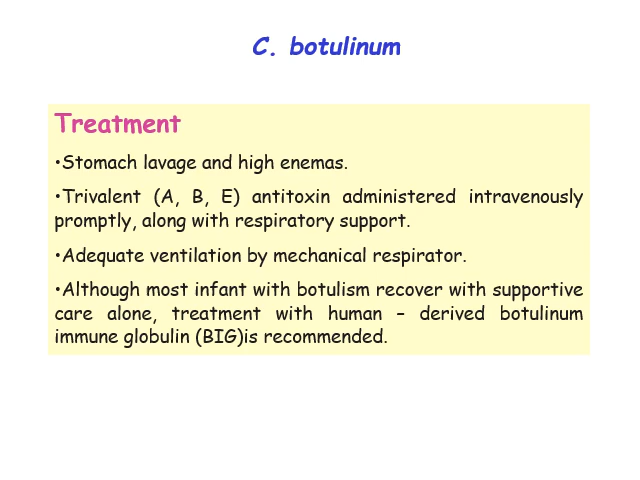 C. botulinum
Treatment
•Stomach lavage and high enemas.
•Trivalent (A, B, E) antitoxin administered intravenously
promptly, along with respiratory support.
•Adequate ventilation by mechanical respirator.
•Although most infant with botulism recover with supportive
care alone, treatment with human – derived botulinum
immune globulin (BIG)is recommended.